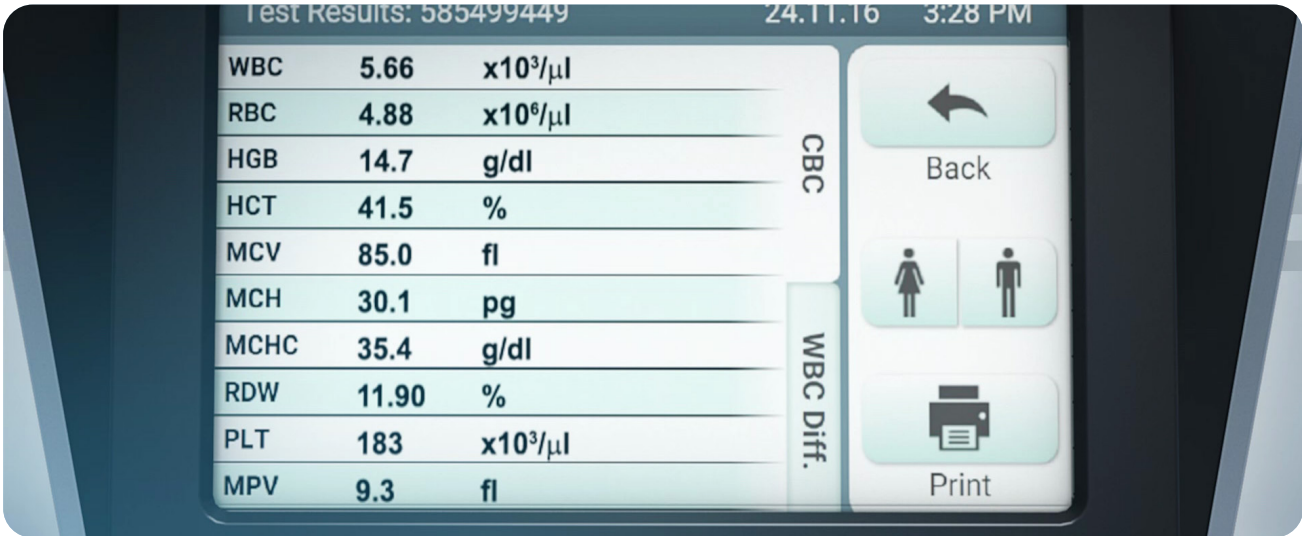 Test Results: 585499449 24.11.16 3:28 PM
WBC 5.66 x10³/µl
RBC 4.88 x10⁶/µl
HGB 14.7 g/dl
HCT 41.5 %
MCV 85.0 fl
MCH 30.1 pg
MCHC 35.4 g/dl
RDW 11.90 %
PLT 183 x10³/µl
MPV 9.3 fl
CBC
WBC Diff.
Back
Print